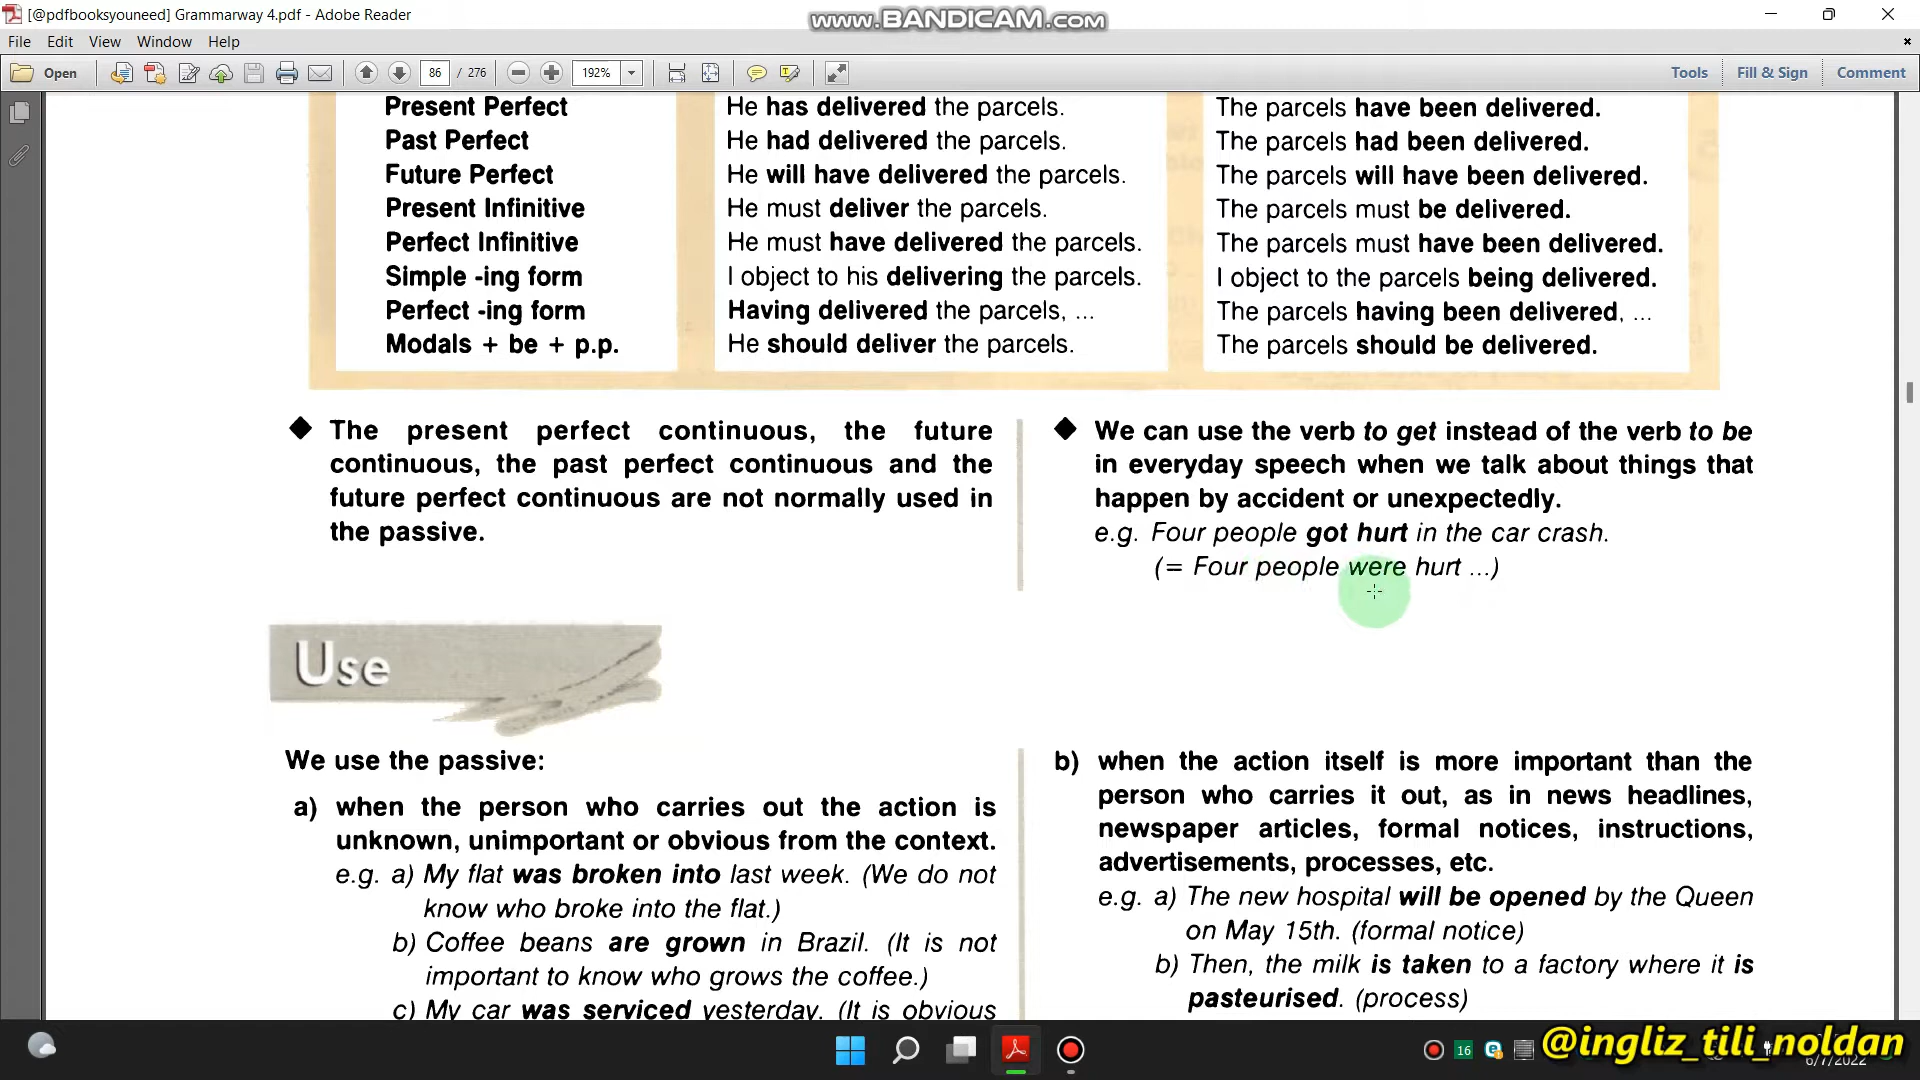 [@pdfbooksyouneed] Grammarway 4.pdf - Adobe Reader
www.BANDICAM.com
File Edit View Window Help
Open 86 / 276 192% Tools Fill & Sign Comment
Present Perfect He has delivered the parcels. The parcels have been delivered.
Past Perfect He had delivered the parcels. The parcels had been delivered.
Future Perfect He will have delivered the parcels. The parcels will have been delivered.
Present Infinitive He must deliver the parcels. The parcels must be delivered.
Perfect Infinitive He must have delivered the parcels. The parcels must have been delivered.
Simple -ing form I object to his delivering the parcels. I object to the parcels being delivered.
Perfect -ing form Having delivered the parcels, ... The parcels having been delivered, ...
Modals + be + p.p. He should deliver the parcels. The parcels should be delivered.
The present perfect continuous, the future
continuous, the past perfect continuous and the
future perfect continuous are not normally used in
the passive.
We can use the verb to get instead of the verb to be
in everyday speech when we talk about things that
happen by accident or unexpectedly.
e.g. Four people got hurt in the car crash.
(= Four people were hurt ...)
Use
We use the passive:
a) when the person who carries out the action is
unknown, unimportant or obvious from the context.
e.g. a) My flat was broken into last week. (We do not
know who broke into the flat.)
b) Coffee beans are grown in Brazil. (It is not
important to know who grows the coffee.)
c) My car was serviced yesterday. (It is obvious
b) when the action itself is more important than the
person who carries it out, as in news headlines,
newspaper articles, formal notices, instructions,
advertisements, processes, etc.
e.g. a) The new hospital will be opened by the Queen
on May 15th. (formal notice)
b) Then, the milk is taken to a factory where it is
pasteurised. (process)
16
@ingliz_tili_noldan
6/7/2022